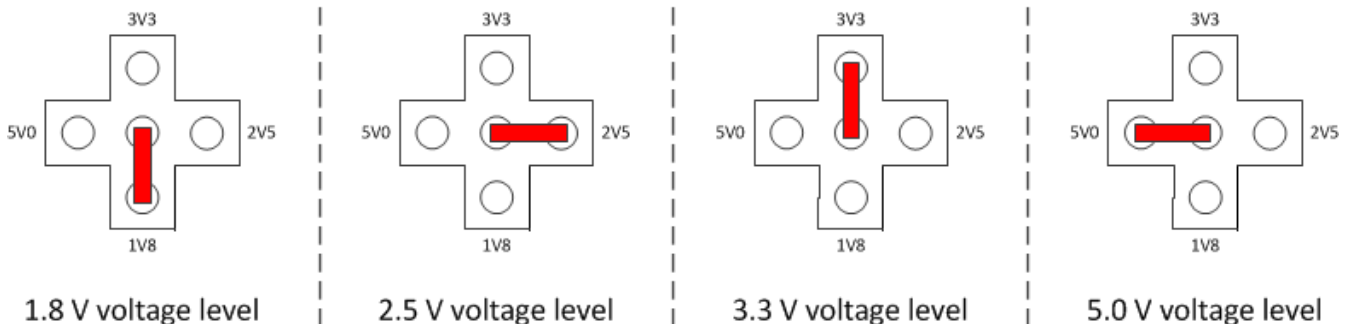 3V3
3V3
3V3
3V3
5V0
2V5
5V0
2V5
5V0
2V5
5V0
2V5
1V8
1V8
1V8
1V8
1.8 V voltage level
2.5 V voltage level
3.3 V voltage level
5.0 V voltage level